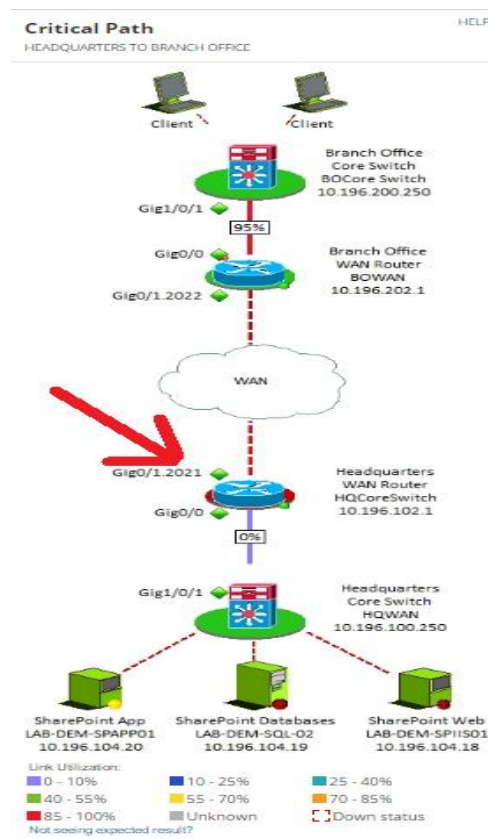 Critical Path
HELP
HEADQUARTERS TO BRANCH OFFICE
Client
Client
Branch Office
Core Switch
BOCore Switch
10.196.200.250
Gig1/0/1
95%
Gig0/0
Branch Office
WAN Router
BOWAN
10.196.202.1
Gig0/1.2022
WAN
Gig0/1.2021
Headquarters
WAN Router
HQCoreSwitch
10.196.102.1
Gig0/0
0%
Gig1/0/1
Headquarters
Core Switch
HQWAN
10.196.100.250
SharePoint App
LAB-DEM-SPAPP01
10.196.104.20
SharePoint Databases
LAB-DEM-SQL-02
10.196.104.19
SharePoint Web
LAB-DEM-SPIIS01
10.196.104.18
Link Utilization:
0 - 10%
10 - 25%
25 - 40%
40 - 55%
55 - 70%
70 - 85%
85 - 100%
Unknown
Down status
Not seeing expected result?